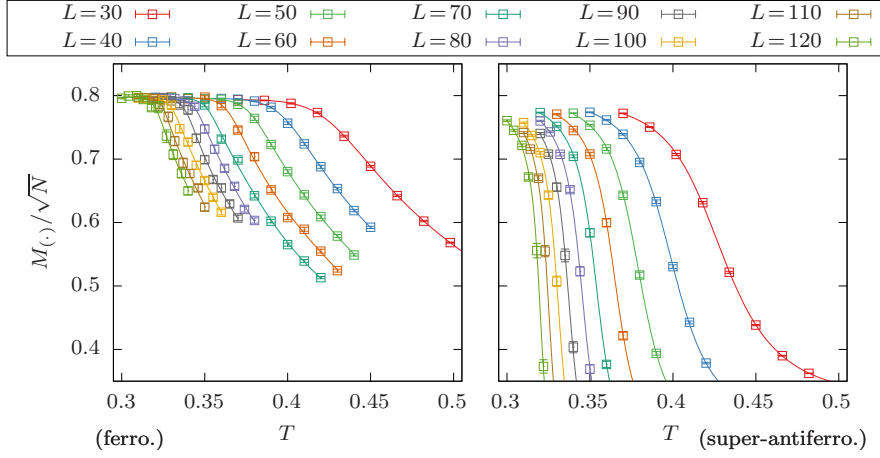 L=30 L=50 L=70 L=90 L=110
L=40 L=60 L=80 L=100 L=120
M(·)/√N
0.8
0.7
0.6
0.5
0.4
0.3 0.35 0.4 0.45 0.5 0.3 0.35 0.4 0.45 0.5
(ferro.) T T (super-antiferro.)